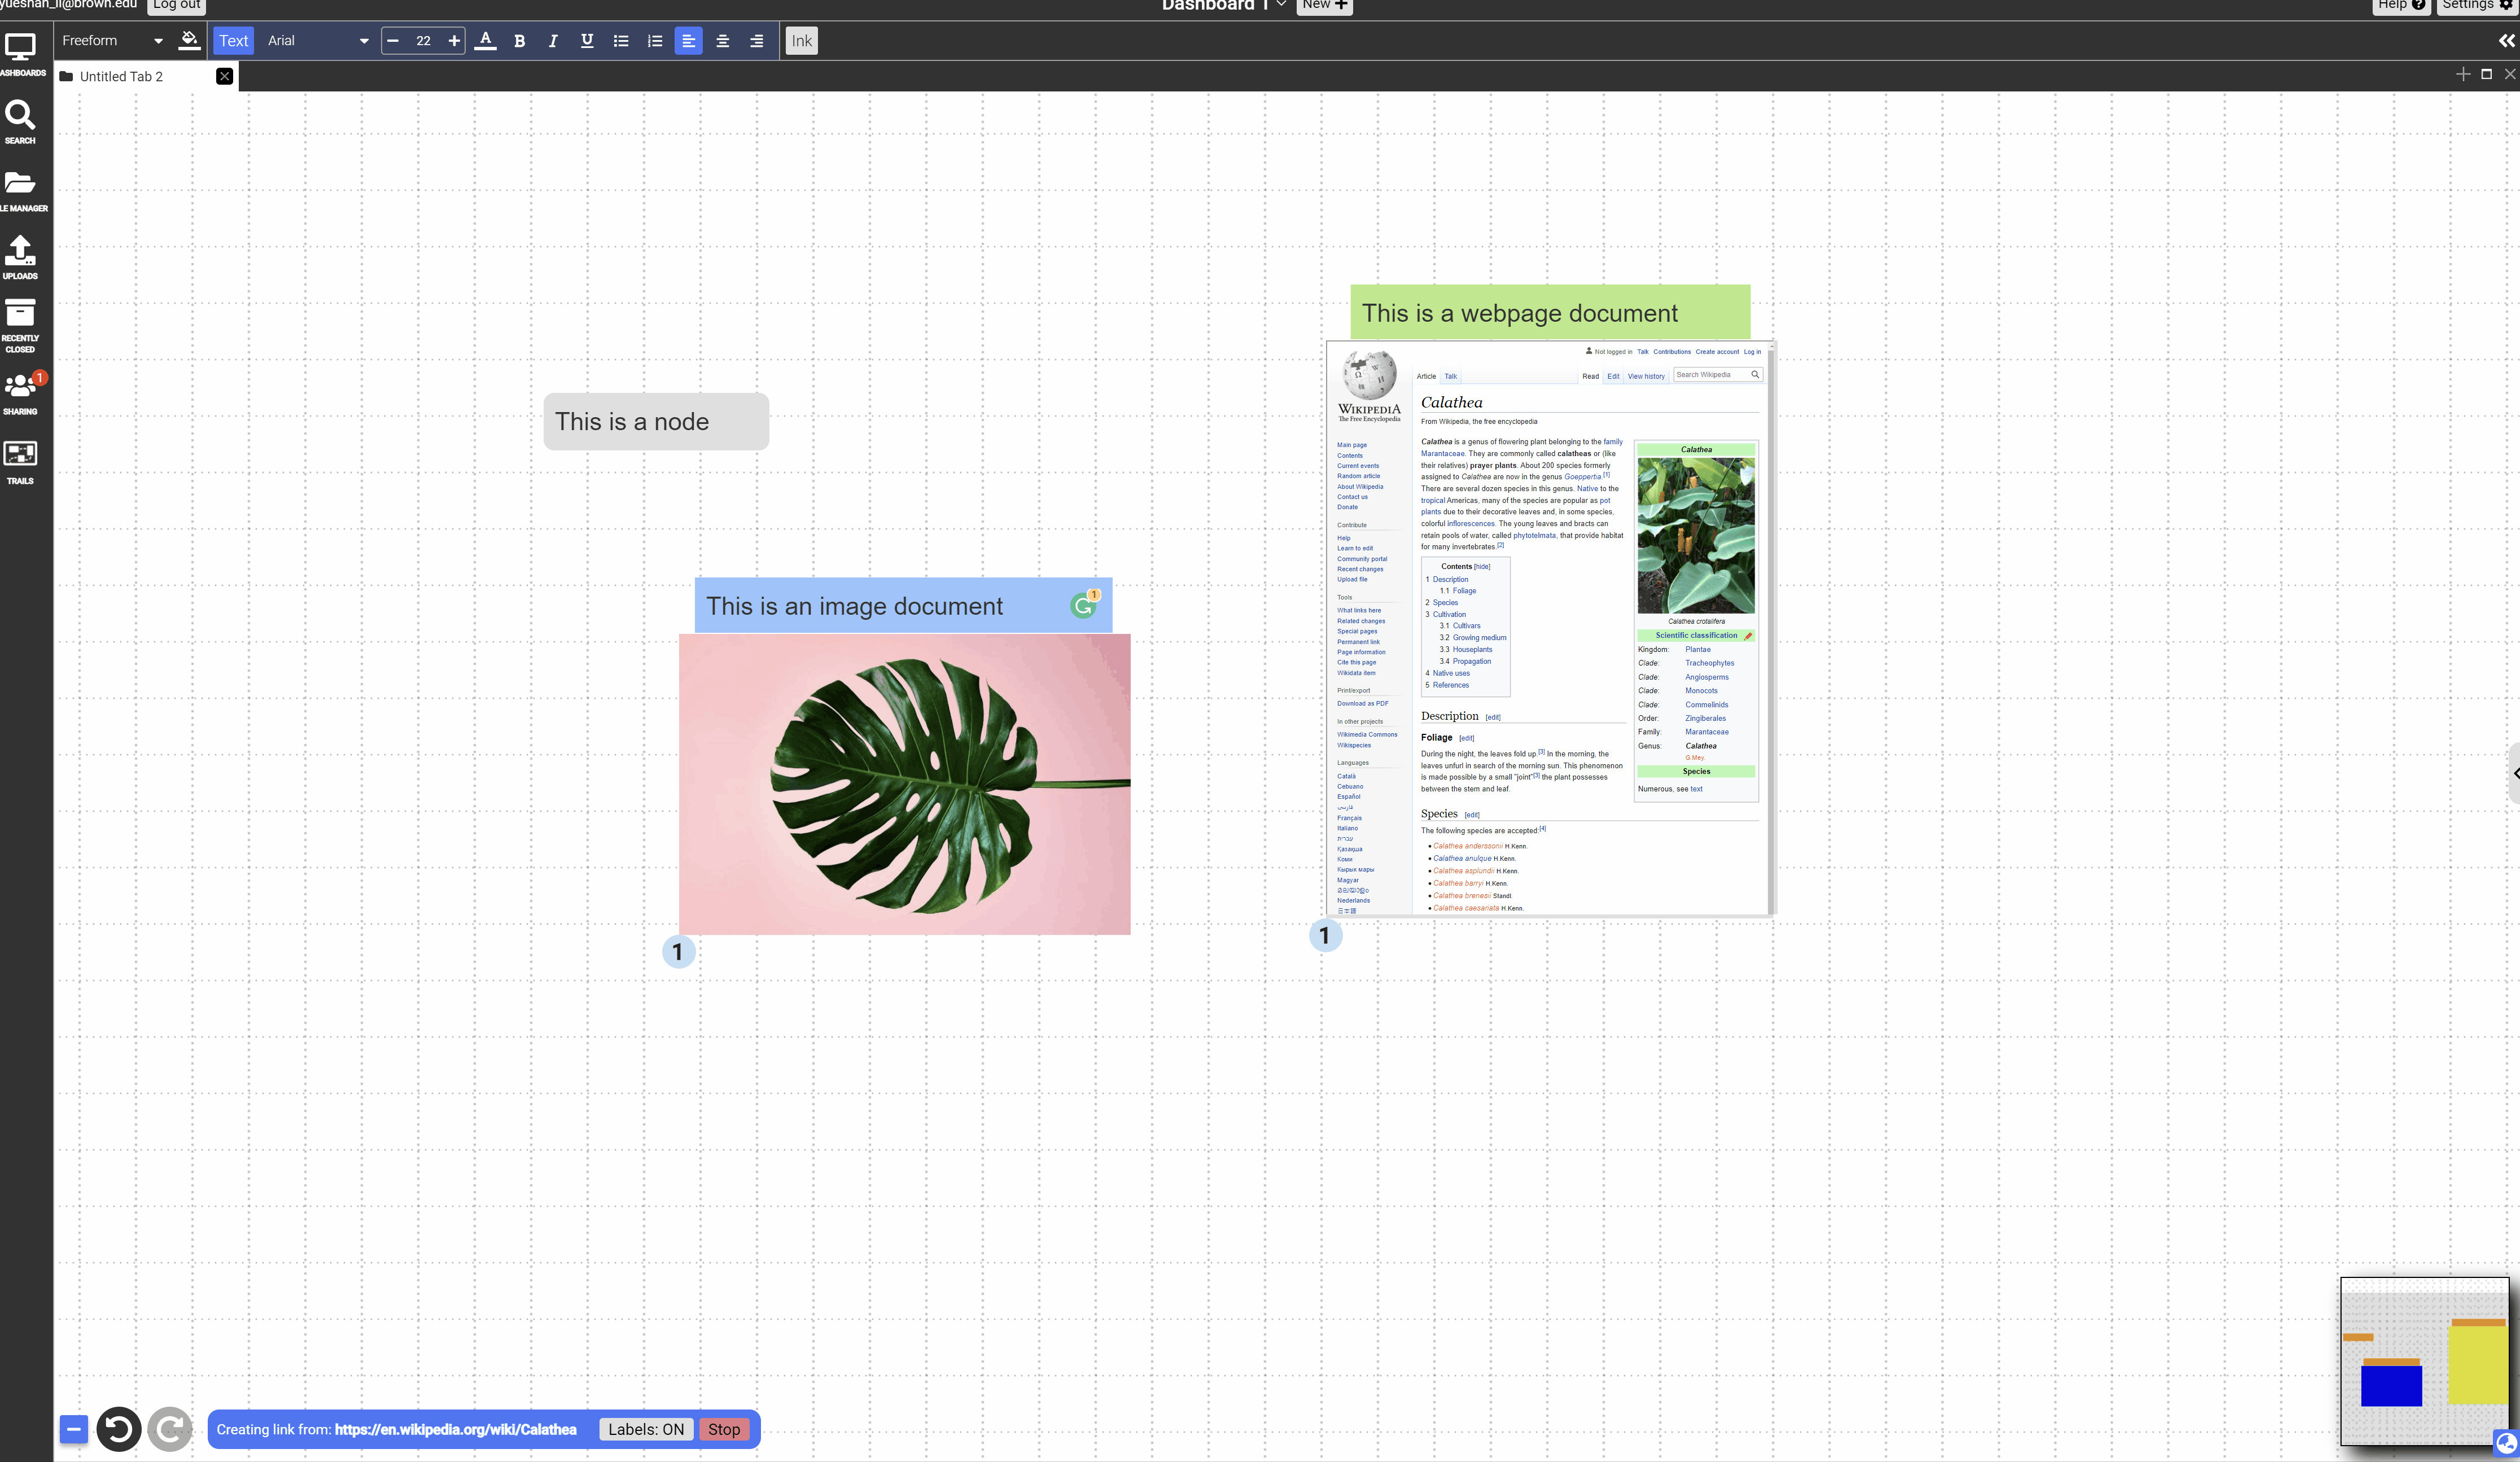 yueshan_li@brown.edu
Log out
Dashboard 1
New +
Help
Settings
Freeform
Text
Arial
22
A
B
I
U
Ink
ASHBOARDS
Untitled Tab 2
SEARCH
LE MANAGER
UPLOADS
RECENTLY
CLOSED
1
SHARING
TRAILS
This is a node
This is an image document
1
1
This is a webpage document
Not logged in Talk Contributions Create account Log in
Article Talk
Read Edit View history
Search Wikipedia
WIKIPEDIA
The Free Encyclopedia
Main page
Contents
Current events
Random article
About Wikipedia
Contact us
Donate
Contribute
Help
Learn to edit
Community portal
Recent changes
Upload file
Tools
What links here
Related changes
Special pages
Permanent link
Page information
Cite this page
Wikidata item
Print/export
Download as PDF
In other projects
Wikimedia Commons
Wikispecies
Languages
Català
Cebuano
Español
فارسی
Français
Italiano
עברית
Қазақша
Коми
Кырык мары
Magyar
മലയാളം
Nederlands
日本語
Calathea
From Wikipedia, the free encyclopedia
Calathea is a genus of flowering plant belonging to the family
Marantaceae. They are commonly called calatheas or (like
their relatives) prayer plants. About 200 species formerly
assigned to Calathea are now in the genus Goeppertia.[1]
There are several dozen species in this genus. Native to the
tropical Americas, many of the species are popular as pot
plants due to their decorative leaves and, in some species,
colorful inflorescences. The young leaves and bracts can
retain pools of water, called phytotelmata, that provide habitat
for many invertebrates.[2]
Contents [hide]
1 Description
1.1 Foliage
2 Species
3 Cultivation
3.1 Cultivars
3.2 Growing medium
3.3 Houseplants
3.4 Propagation
4 Native uses
5 References
Description [edit]
Foliage [edit]
During the night, the leaves fold up.[3] In the morning, the
leaves unfurl in search of the morning sun. This phenomenon
is made possible by a small "joint"[3] the plant possesses
between the stem and leaf.
Species [edit]
The following species are accepted:[4]
• Calathea anderssonii H.Kenn.
• Calathea anulque H.Kenn.
• Calathea asplundii H.Kenn.
• Calathea barryi H.Kenn.
• Calathea brenesii Standl.
• Calathea caesariata H.Kenn.
Calathea
Calathea crotalifera
Scientific classification
Kingdom: Plantae
Clade: Tracheophytes
Clade: Angiosperms
Clade: Monocots
Clade: Commelinids
Order: Zingiberales
Family: Marantaceae
Genus: Calathea
G.Mey.
Species
Numerous, see text
1
Creating link from: https://en.wikipedia.org/wiki/Calathea
Labels: ON
Stop